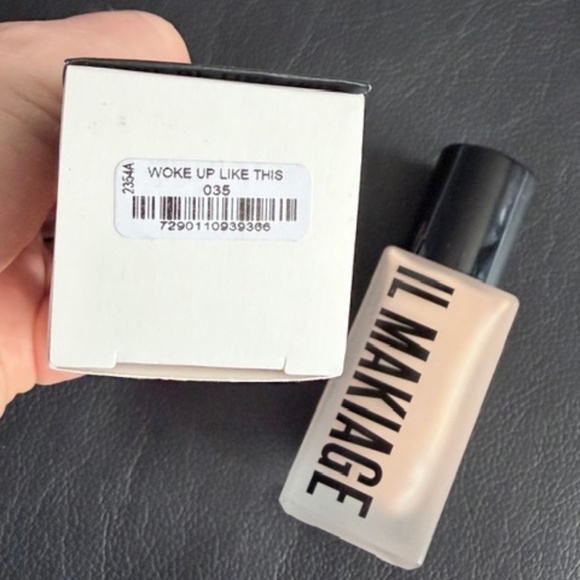 2354A
WOKE UP LIKE THIS
035
7290110939366
IL MAKIAGE